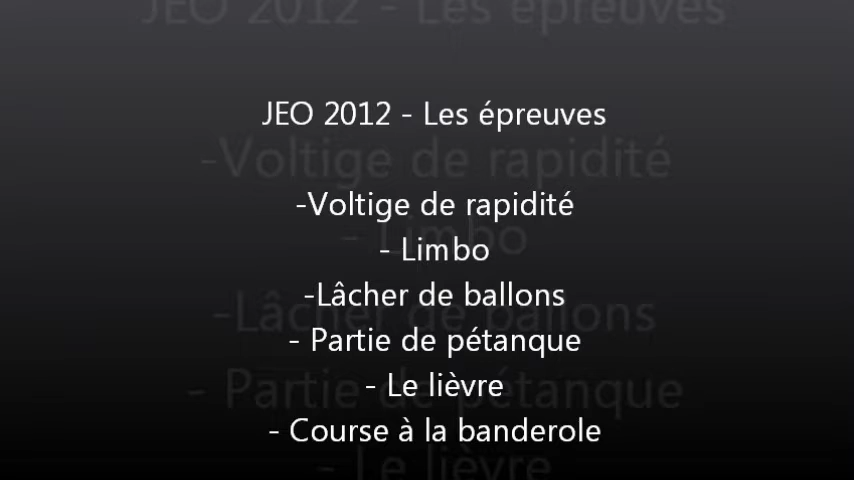 JEO 2012 - Les épreuves
-Voltige de rapidité
- Limbo
-Lâcher de ballons
- Partie de pétanque
- Le lièvre
- Course à la banderole